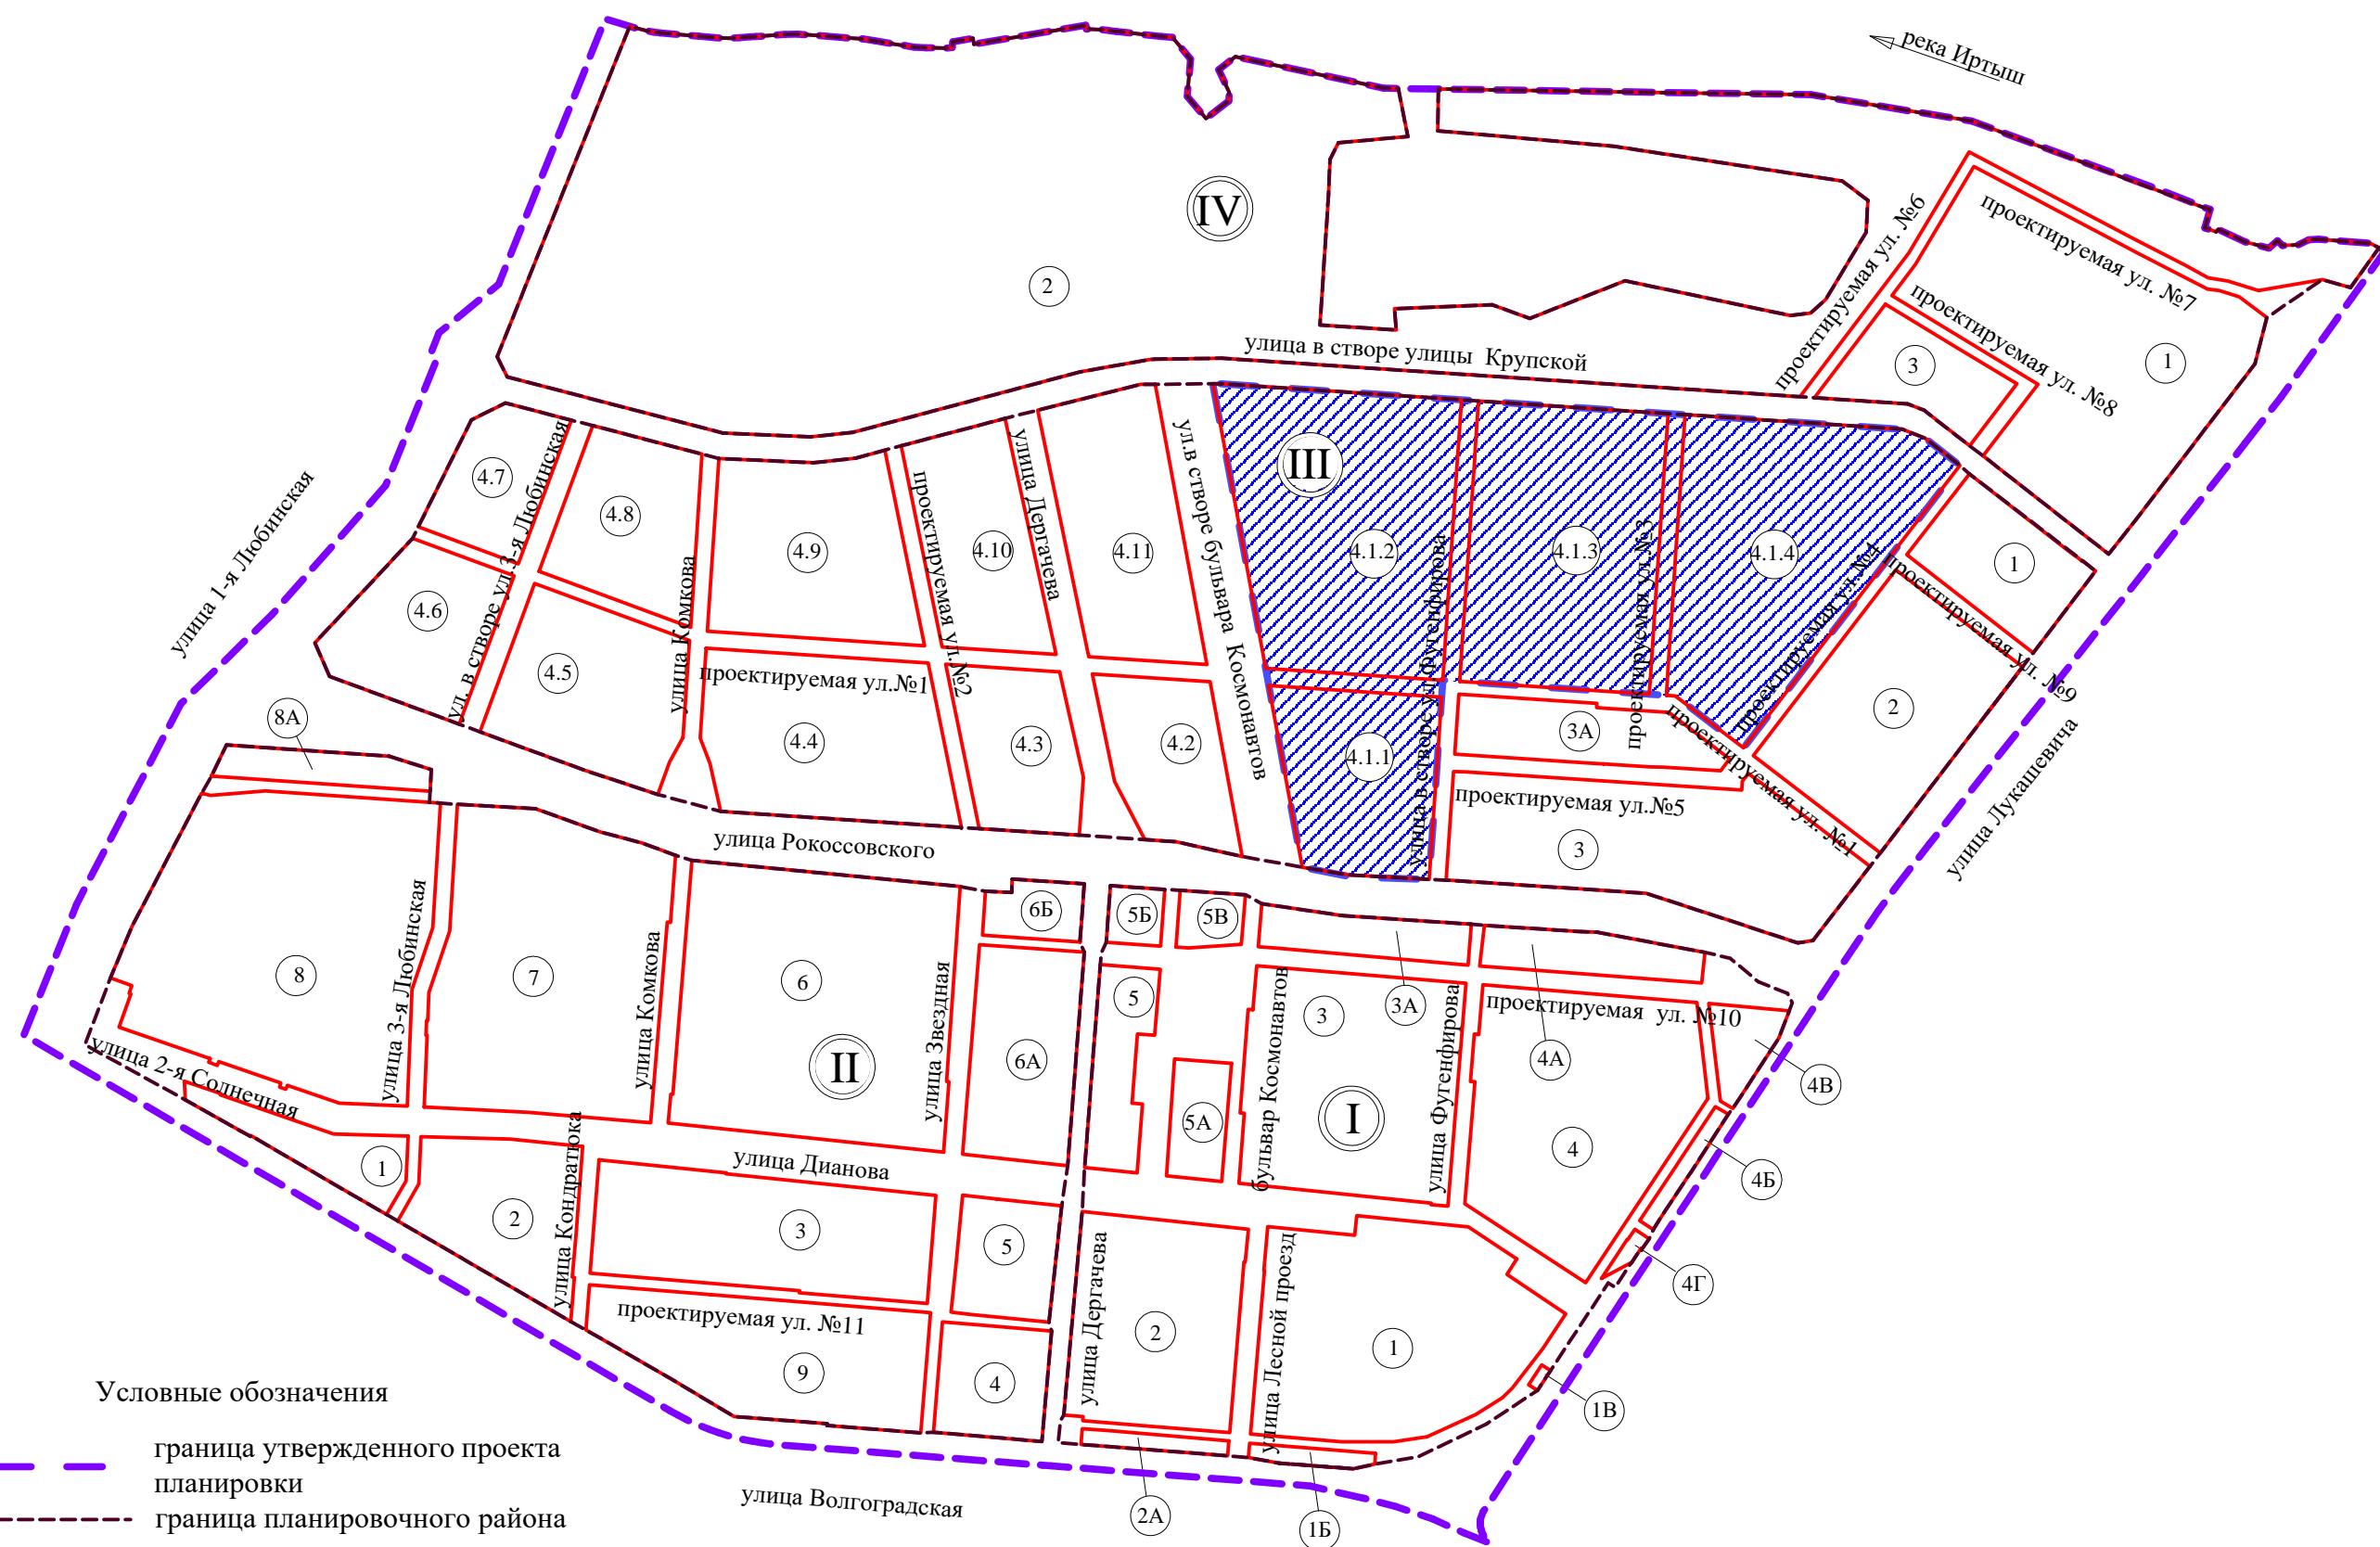 река Иртыш
IV
2
проектируемая ул. №6
проектируемая ул. №7
проектируемая ул. №8
3
1
улица в створе улицы Крупской
улица 1-я Любинская
4.7
ул. в створе ул.3-я Любинская
4.8
4.9
проектируемая ул.№2
4.10
улица Дергачева
4.11
ул.в створе бульвара Космонавтов
III
4.1.2
улица в створе ул.Фугенфирова
4.1.3
проектируемая ул.№3
4.1.4
проектируемая ул.№4
1
проектируемая ул. №9
4.6
4.5
улица Комкова
проектируемая ул.№1
4.4
4.3
4.2
4.1.1
3А
проектируемая ул. №1
2
проектируемая ул.№5
3
улица Лукашевича
8А
улица Рокоссовского
6Б
5Б
5В
8
улица 3-я Любинская
7
улица Комкова
6
улица Звездная
5
бульвар Космонавтов
3
3А
улица Фугенфирова
проектируемая ул. №10
4А
4В
II
6А
5А
I
4
4Б
улица 2-я Солнечная
1
2
улица Кондратюка
улица Дианова
3
5
4Г
проектируемая ул. №11
9
4
улица Дергачева
2
улица Лесной проезд
1
1В
2А
1Б
улица Волгоградская
Условные обозначения
граница утвержденного проекта
планировки
граница планировочного района